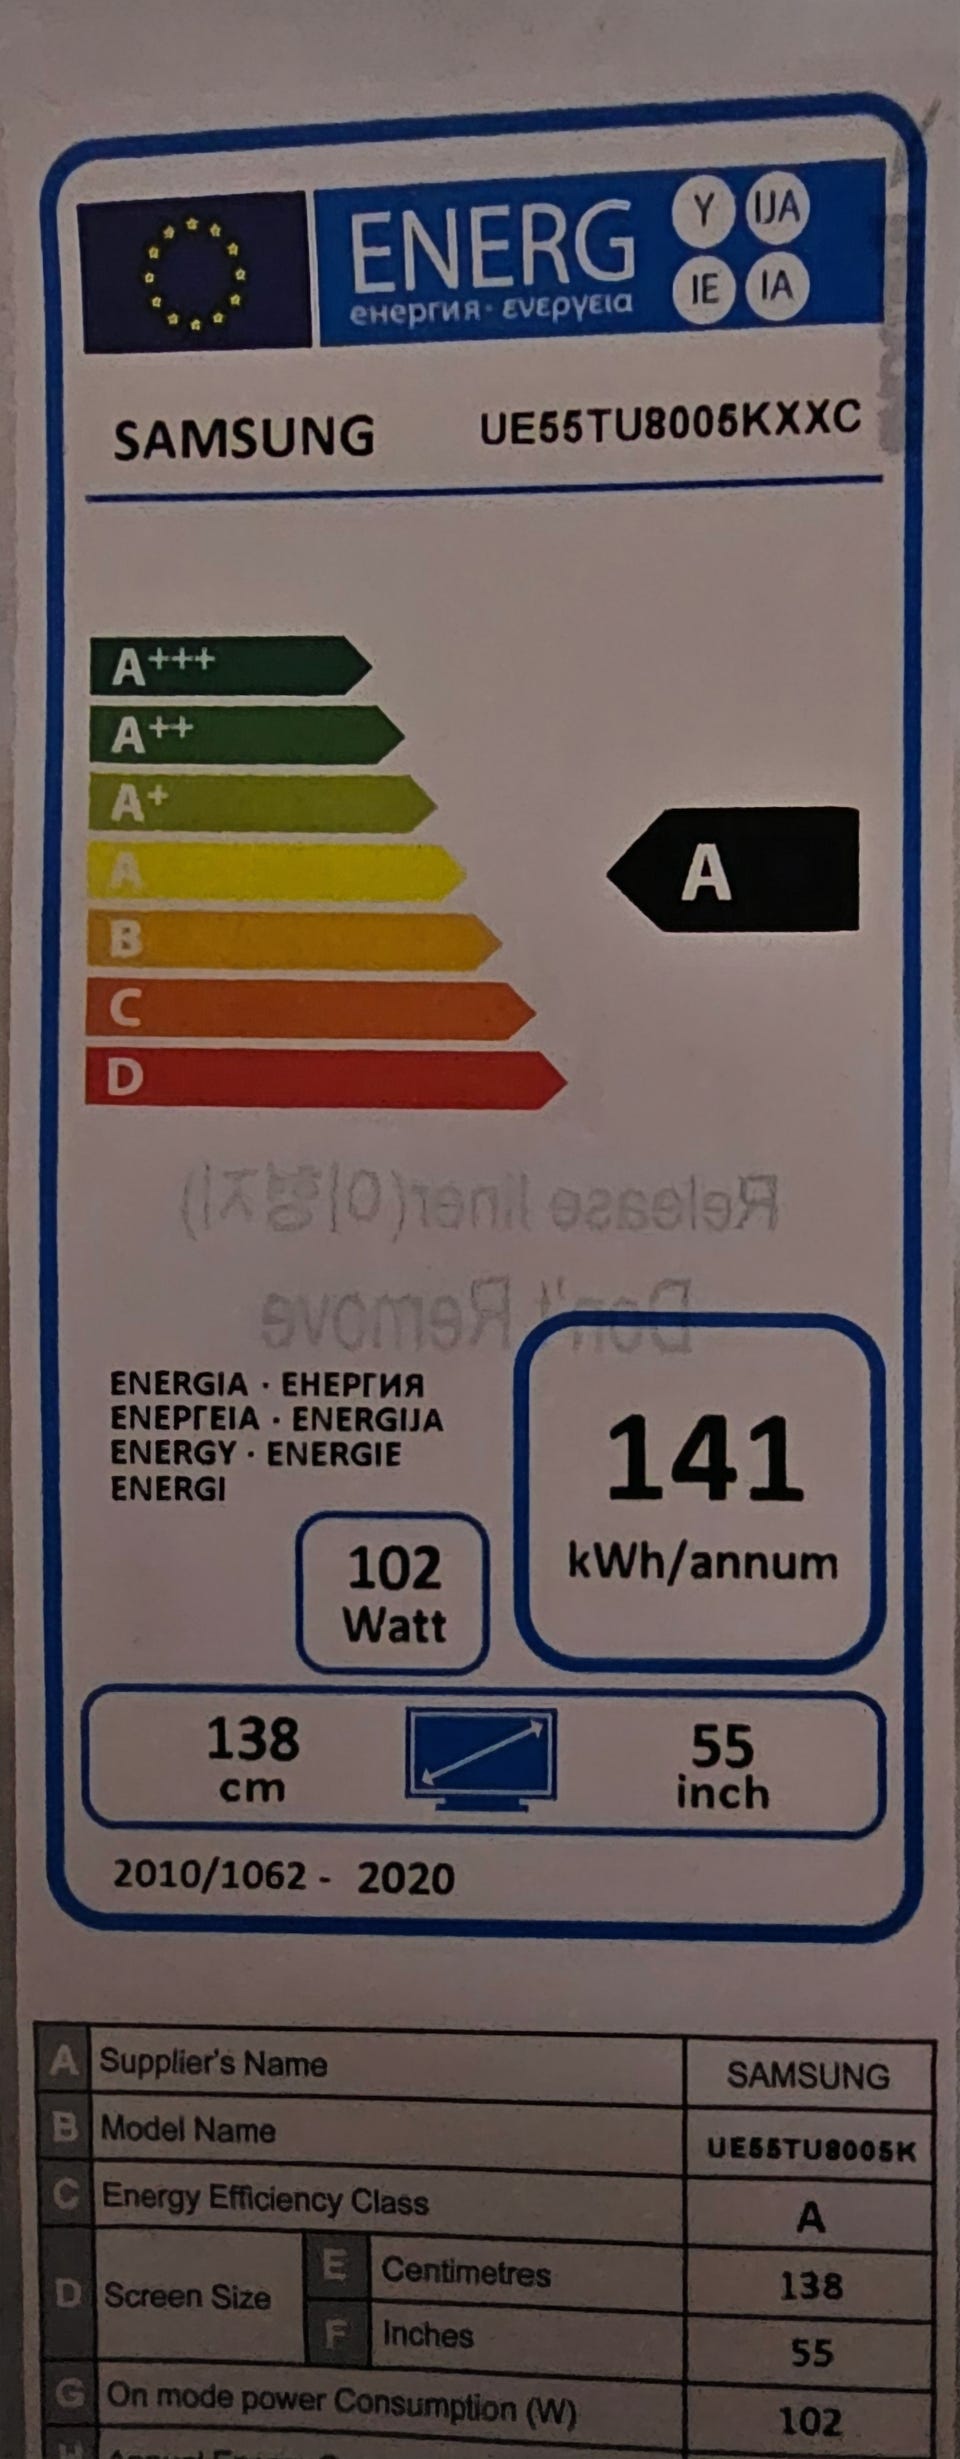 ENERG Y IJA
енергия · ενεργεια IE IA
SAMSUNG UE55TU8005KXXC
A+++
A++
A+
A
A
B
C
D
Release liner(이형지)
Don't Remove
ENERGIA · ЕНЕРГИЯ
ΕΝΕΡΓΕΙΑ · ENERGIJA
ENERGY · ENERGIE
ENERGI
141
kWh/annum
102
Watt
138
cm
55
inch
2010/1062 - 2020
A Supplier's Name SAMSUNG
B Model Name UE55TU8005K
C Energy Efficiency Class A
D Screen Size E Centimetres 138
F Inches 55
G On mode power Consumption (W) 102